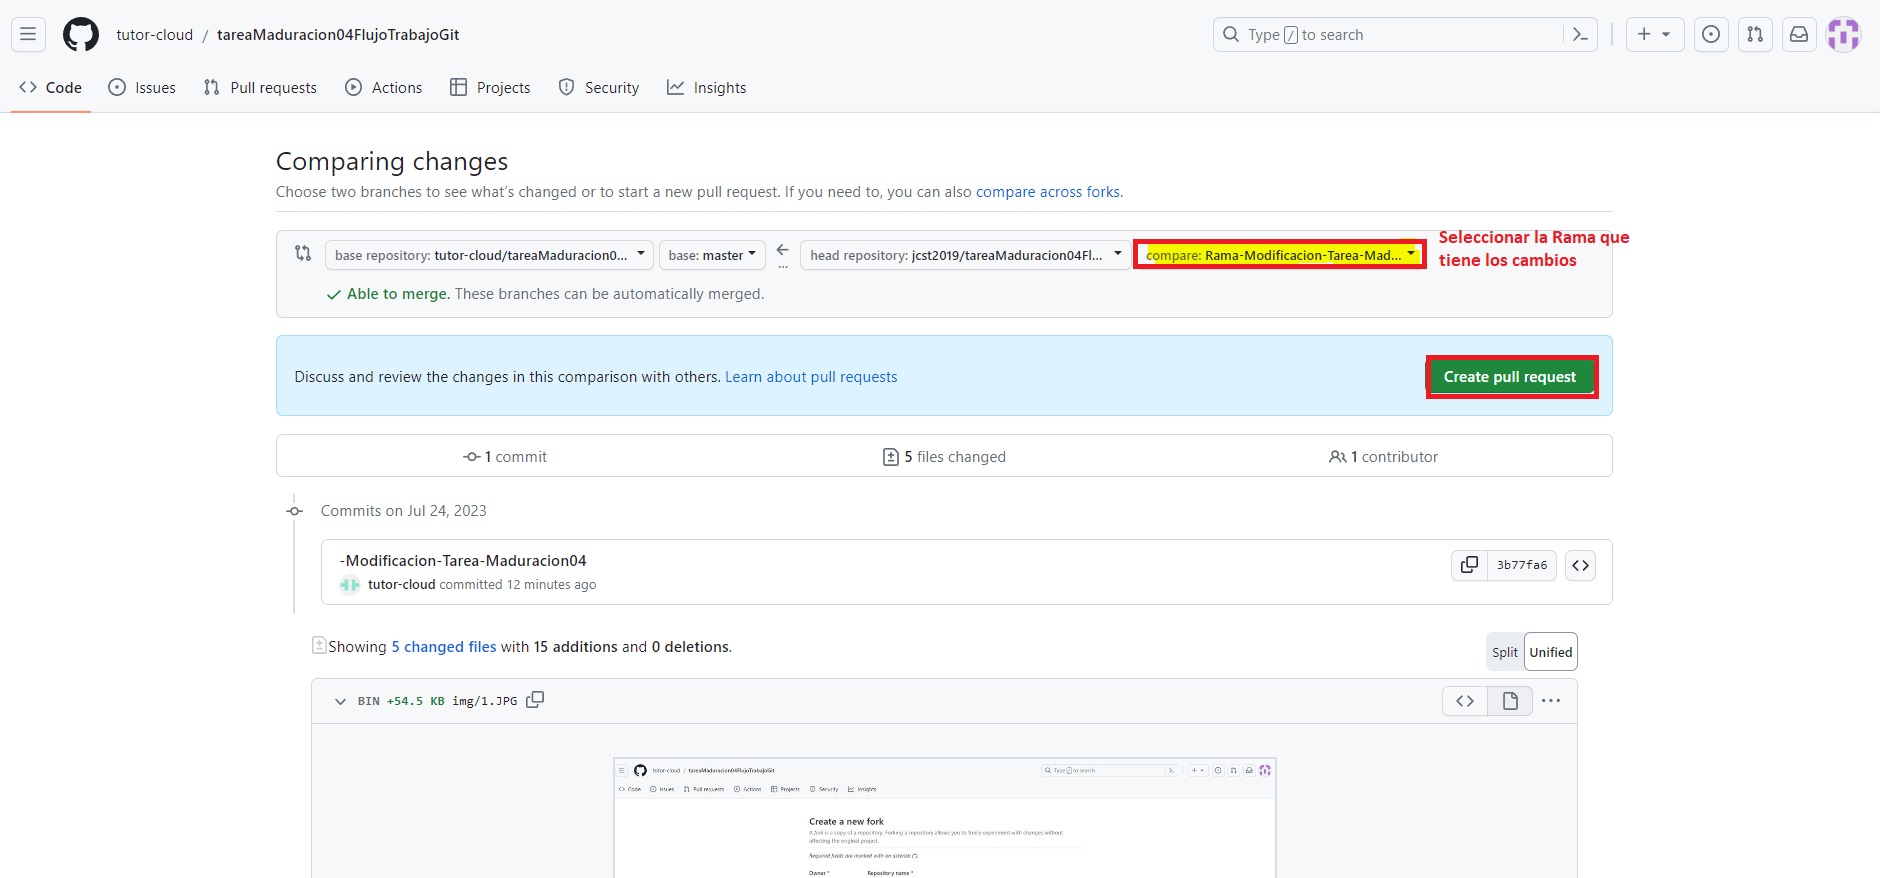 tutor-cloud / tareaMaduracion04FlujoTrabajoGit
Type / to search
Code Issues Pull requests Actions Projects Security Insights
Comparing changes
Choose two branches to see what's changed or to start a new pull request. If you need to, you can also compare across forks.
base repository: tutor-cloud/tareaMaduracion0... base: master head repository: jcst2019/tareaMaduracion04Fl... compare: Rama-Modificacion-Tarea-Mad...
Seleccionar la Rama que
tiene los cambios
Able to merge. These branches can be automatically merged.
Discuss and review the changes in this comparison with others. Learn about pull requests
Create pull request
1 commit 5 files changed 1 contributor
Commits on Jul 24, 2023
-Modificacion-Tarea-Maduracion04
tutor-cloud committed 12 minutes ago
3b77fa6
Showing 5 changed files with 15 additions and 0 deletions.
Split Unified
BIN +54.5 KB img/1.JPG
tutor-cloud / tareaMaduracion04FlujoTrabajoGit
Type / to search
Code Issues Pull requests Actions Projects Security Insights
Create a new fork
A fork is a copy of a repository. Forking a repository allows you to freely experiment with changes without
affecting the original project.
Required fields are marked with an asterisk (*).
Owner * Repository name *